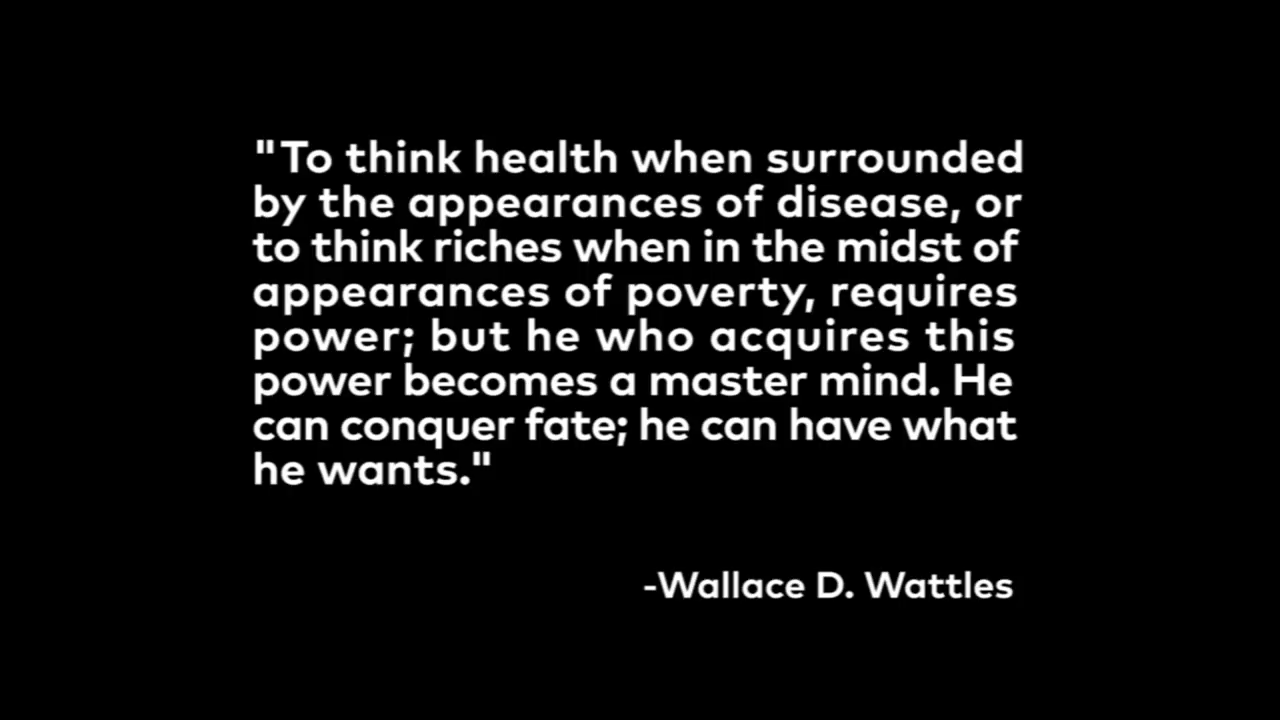 "To think health when surrounded
by the appearances of disease, or
to think riches when in the midst of
appearances of poverty, requires
power; but he who acquires this
power becomes a master mind. He
can conquer fate; he can have what
he wants."
-Wallace D. Wattles